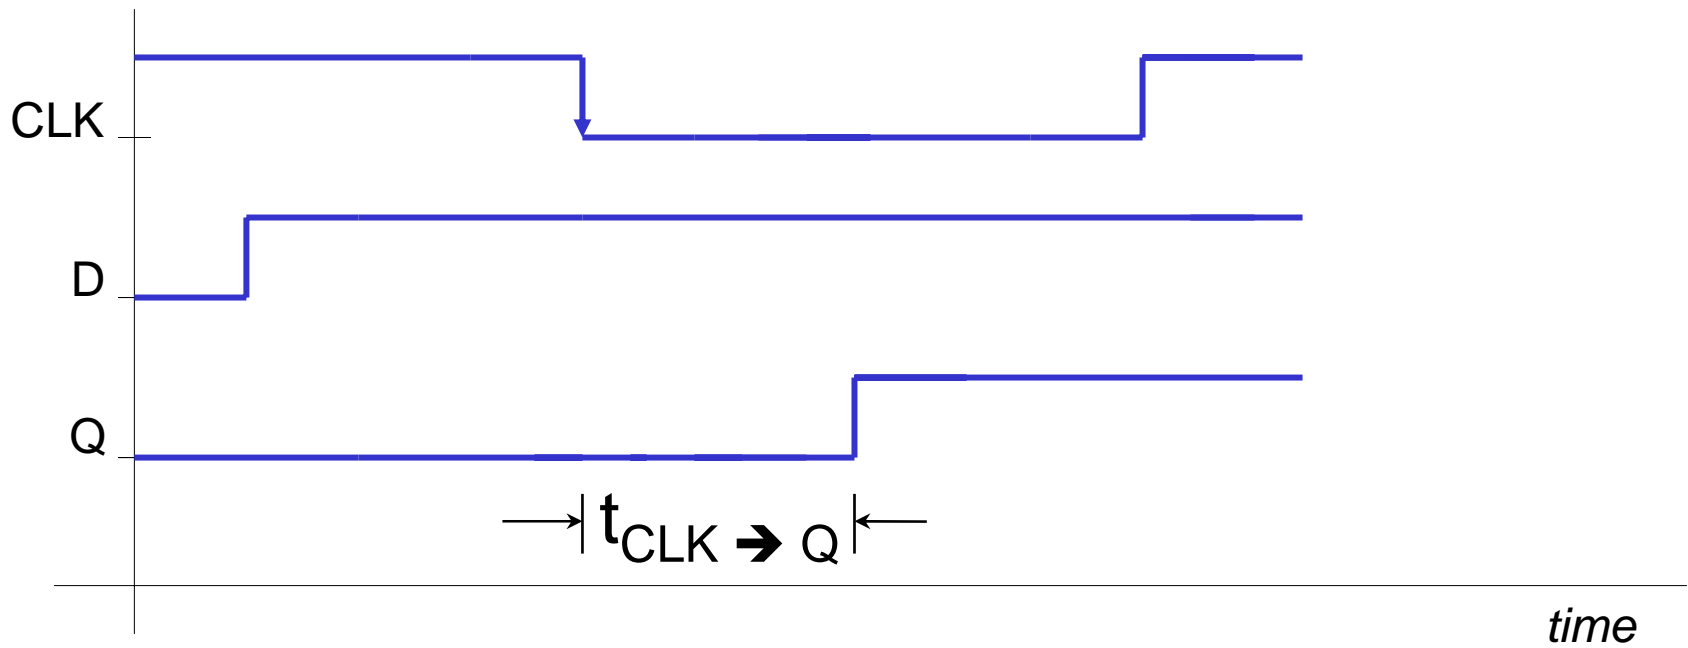 CLK
D
Q
tCLK ➔ Q
time